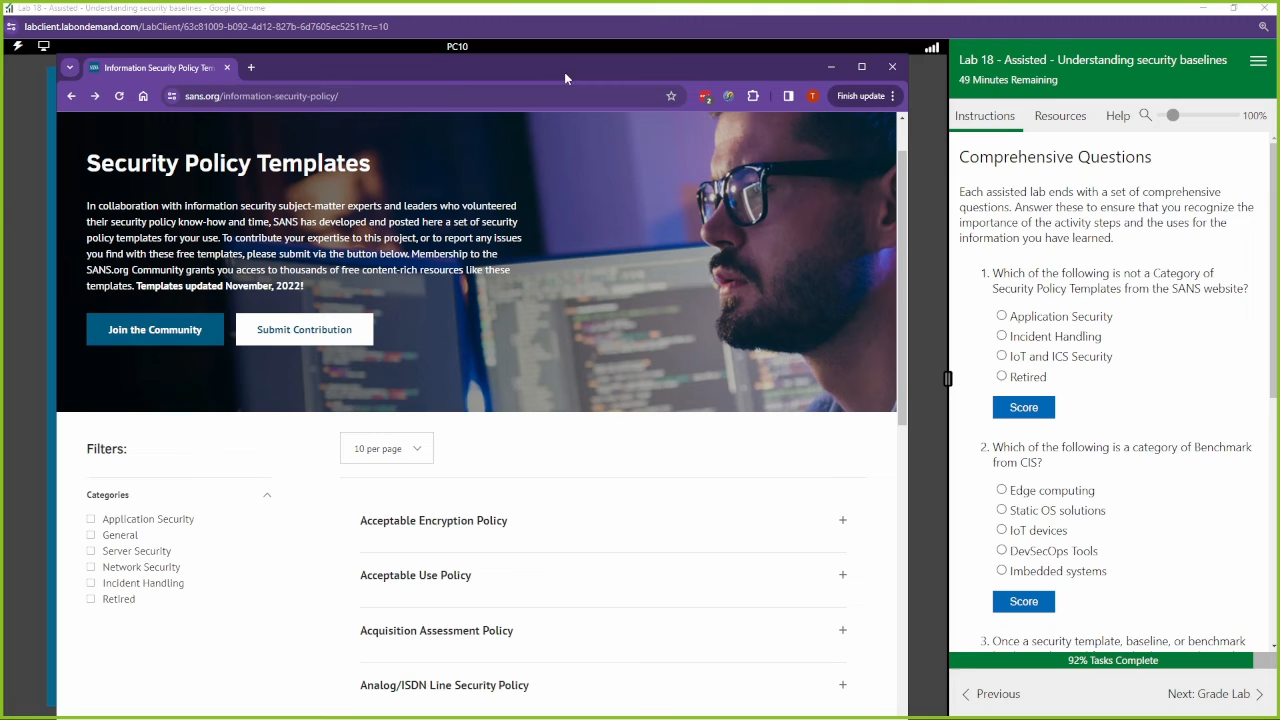 Lab 18 - Assisted - Understanding security baselines - Google Chrome
labclient.labondemand.com/LabClient/63c81009-b092-4d12-827b-6d7605ec5251?rc=10
PC10
Information Security Policy Tem
sans.org/information-security-policy/
2
T
Finish update
Security Policy Templates
In collaboration with information security subject-matter experts and leaders who volunteered
their security policy know-how and time, SANS has developed and posted here a set of security
policy templates for your use. To contribute your expertise to this project, or to report any issues
you find with these free templates, please submit via the button below. Membership to the
SANS.org Community grants you access to thousands of free content-rich resources like these
templates. Templates updated November, 2022!
Join the Community
Submit Contribution
Filters:
10 per page
Categories
Application Security
General
Server Security
Network Security
Incident Handling
Retired
Acceptable Encryption Policy
Acceptable Use Policy
Acquisition Assessment Policy
Analog/ISDN Line Security Policy
Lab 18 - Assisted - Understanding security baselines
49 Minutes Remaining
Instructions
Resources
Help
100%
Comprehensive Questions
Each assisted lab ends with a set of comprehensive
questions. Answer these to ensure that you recognize the
importance of the activity steps and the uses for the
information you have learned.
1. Which of the following is not a Category of
Security Policy Templates from the SANS website?
Application Security
Incident Handling
IoT and ICS Security
Retired
Score
2. Which of the following is a category of Benchmark
from CIS?
Edge computing
Static OS solutions
IoT devices
DevSecOps Tools
Imbedded systems
Score
3. Once a security template, baseline, or benchmark
92% Tasks Complete
Previous
Next: Grade Lab